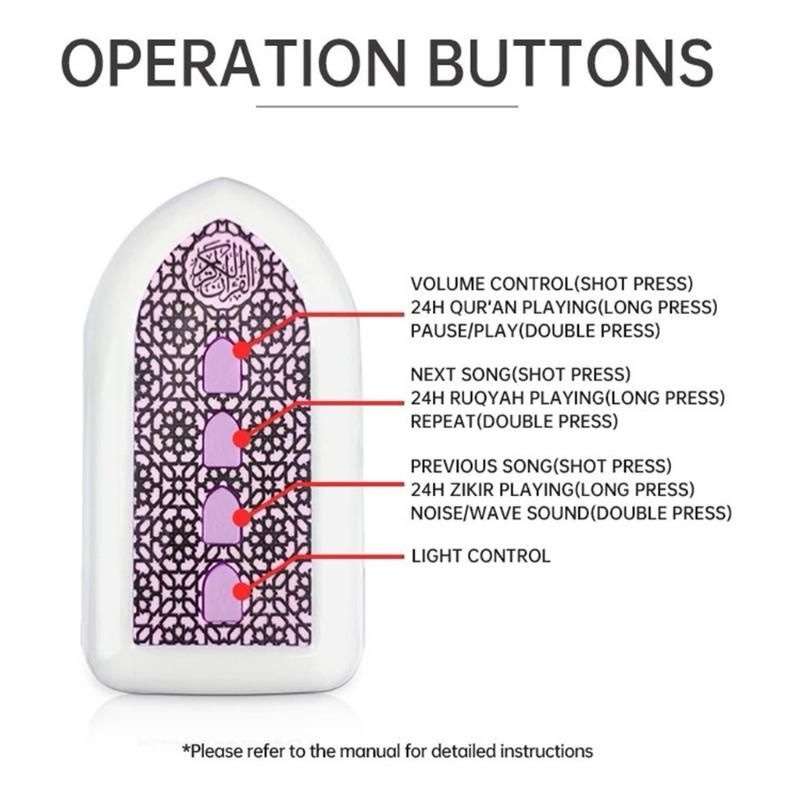 OPERATION BUTTONS
VOLUME CONTROL(SHOT PRESS)
24H QUR'AN PLAYING(LONG PRESS)
PAUSE/PLAY(DOUBLE PRESS)
NEXT SONG(SHOT PRESS)
24H RUQYAH PLAYING(LONG PRESS)
REPEAT(DOUBLE PRESS)
PREVIOUS SONG(SHOT PRESS)
24H ZIKIR PLAYING(LONG PRESS)
NOISE/WAVE SOUND(DOUBLE PRESS)
LIGHT CONTROL
*Please refer to the manual for detailed instructions